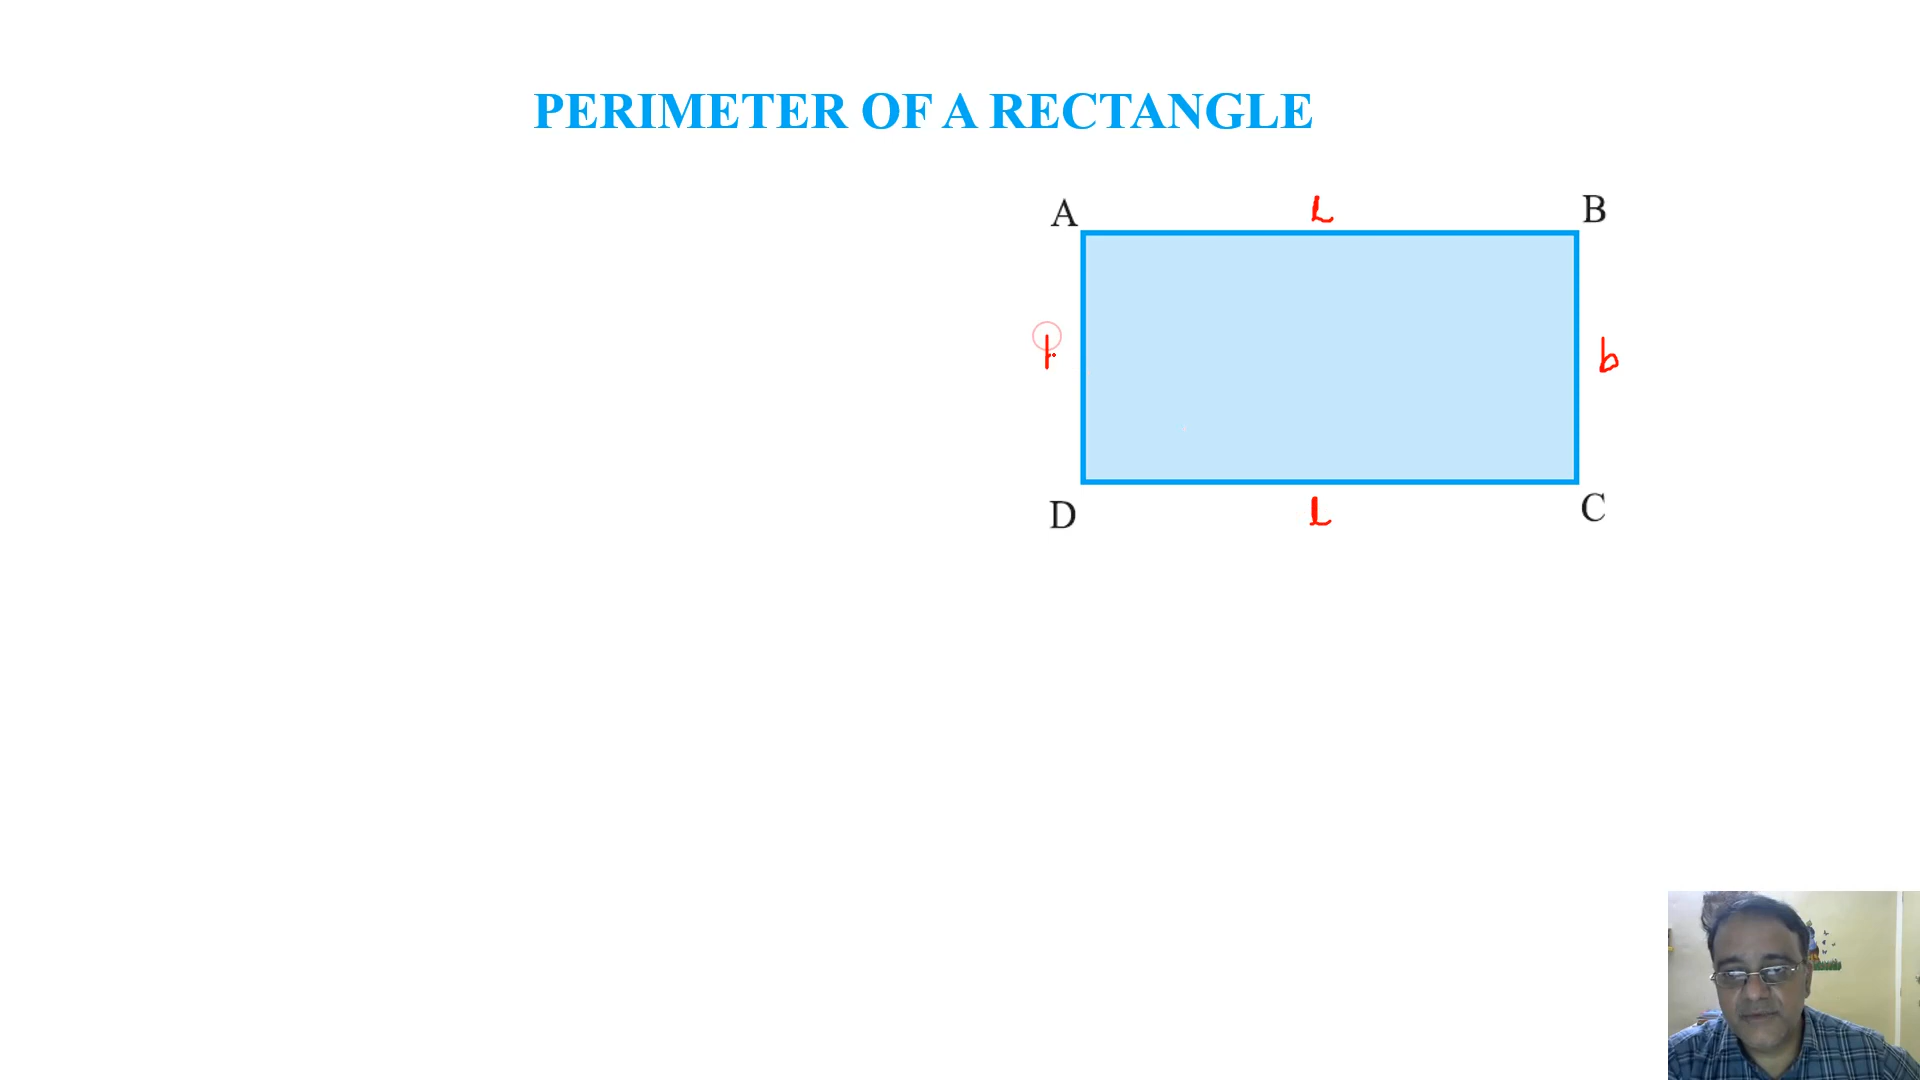 PERIMETER OF A RECTANGLE
A L B
b
D L C